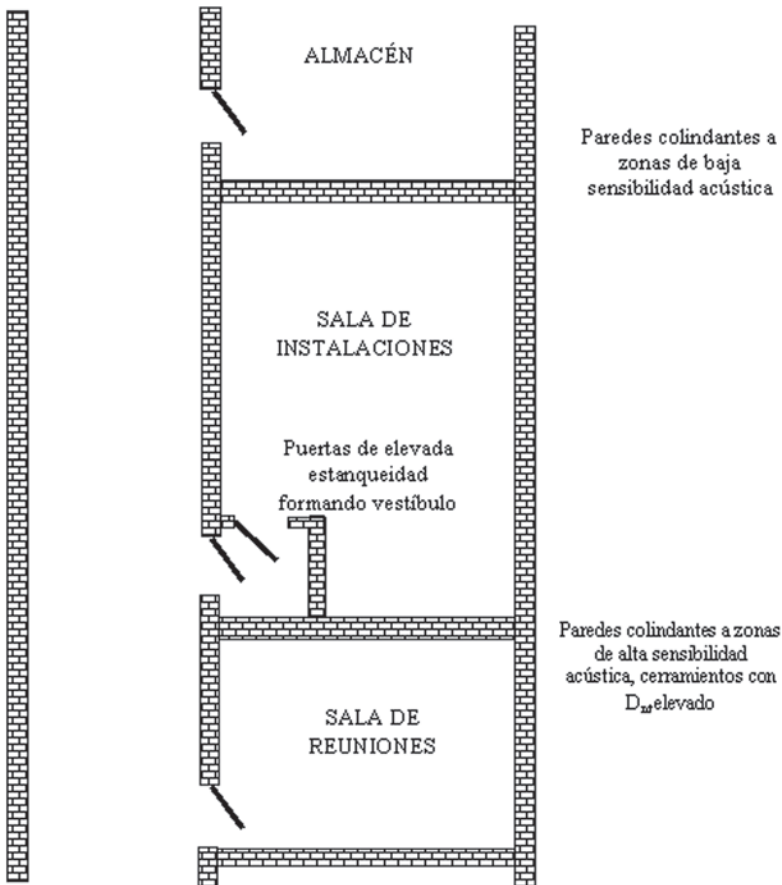 ALMACÉN
Paredes colindantes a
zonas de baja
sensibilidad acústica
SALA DE
INSTALACIONES
Puertas de elevada
estanqueidad
formando vestíbulo
Paredes colindantes a zonas
de alta sensibilidad
acústica, cerramientos con
elevado
SALA DE
REUNIONES